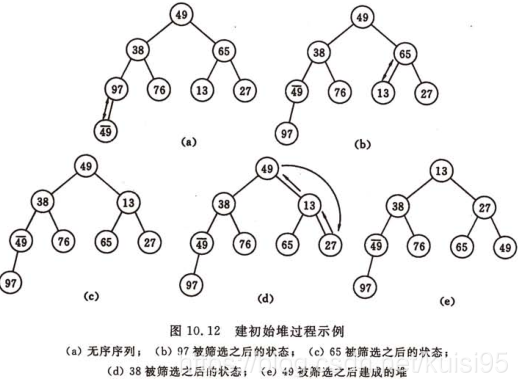 49 49
38 65 38 65
97 76 13 27 49 76 13 27
49 97
(a) (b)
49 49 13
38 13 38 13 38 27
49 76 65 27 49 76 65 27 49 76 65 49
97 97 97
(c) (d) (e)
图 10.12 建初始堆过程示例
(a) 无序序列； (b) 97 被筛选之后的状态； (c) 65 被筛选之后的状态；
(d) 38 被筛选之后的状态； (e) 49 被筛选之后建成的堆
https://blog.csdn.net/kuisi95